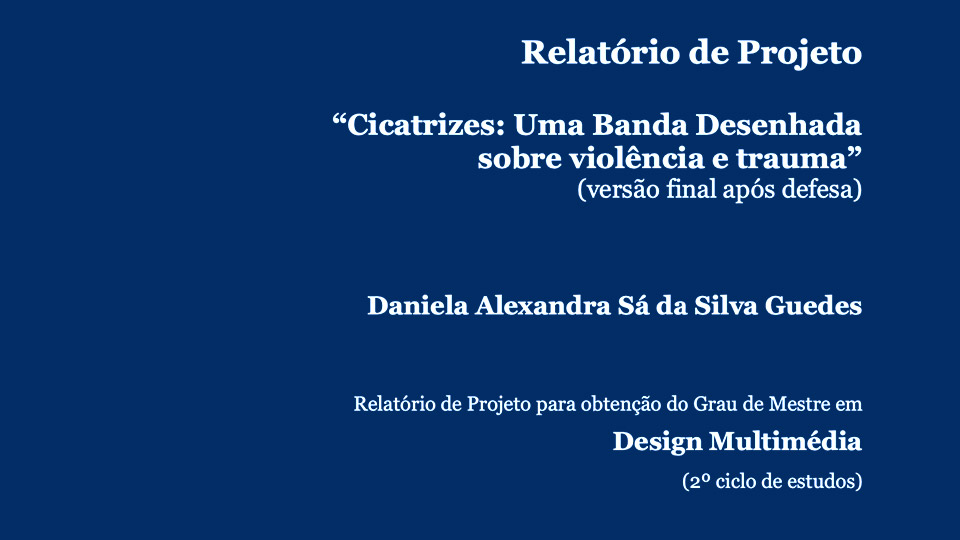 Relatório de Projeto
“Cicatrizes: Uma Banda Desenhada
sobre violência e trauma”
(versão final após defesa)
Daniela Alexandra Sá da Silva Guedes
Relatório de Projeto para obtenção do Grau de Mestre em
Design Multimédia
(2º ciclo de estudos)